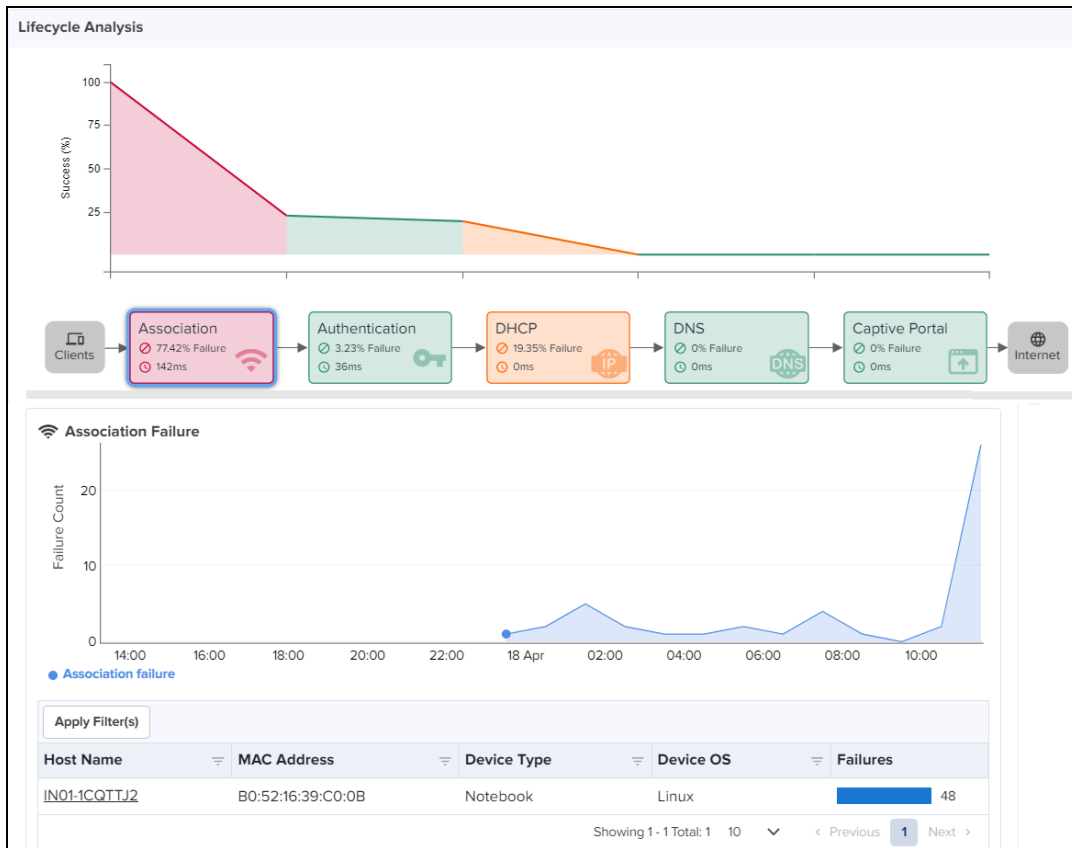 Lifecycle Analysis
100
75
50
25
Success (%)
Clients
Association
77.42% Failure
142ms
Authentication
3.23% Failure
36ms
DHCP
19.35% Failure
0ms
IP
DNS
0% Failure
0ms
DNS
Captive Portal
0% Failure
0ms
Internet
Association Failure
20
10
0
Failure Count
14:00 16:00 18:00 20:00 22:00 18 Apr 02:00 04:00 06:00 08:00 10:00
Association failure
Apply Filter(s)
Host Name MAC Address Device Type Device OS Failures
IN01-1CQTTJ2 B0:52:16:39:C0:0B Notebook Linux 48
Showing 1 - 1 Total: 1 10 < Previous 1 Next >